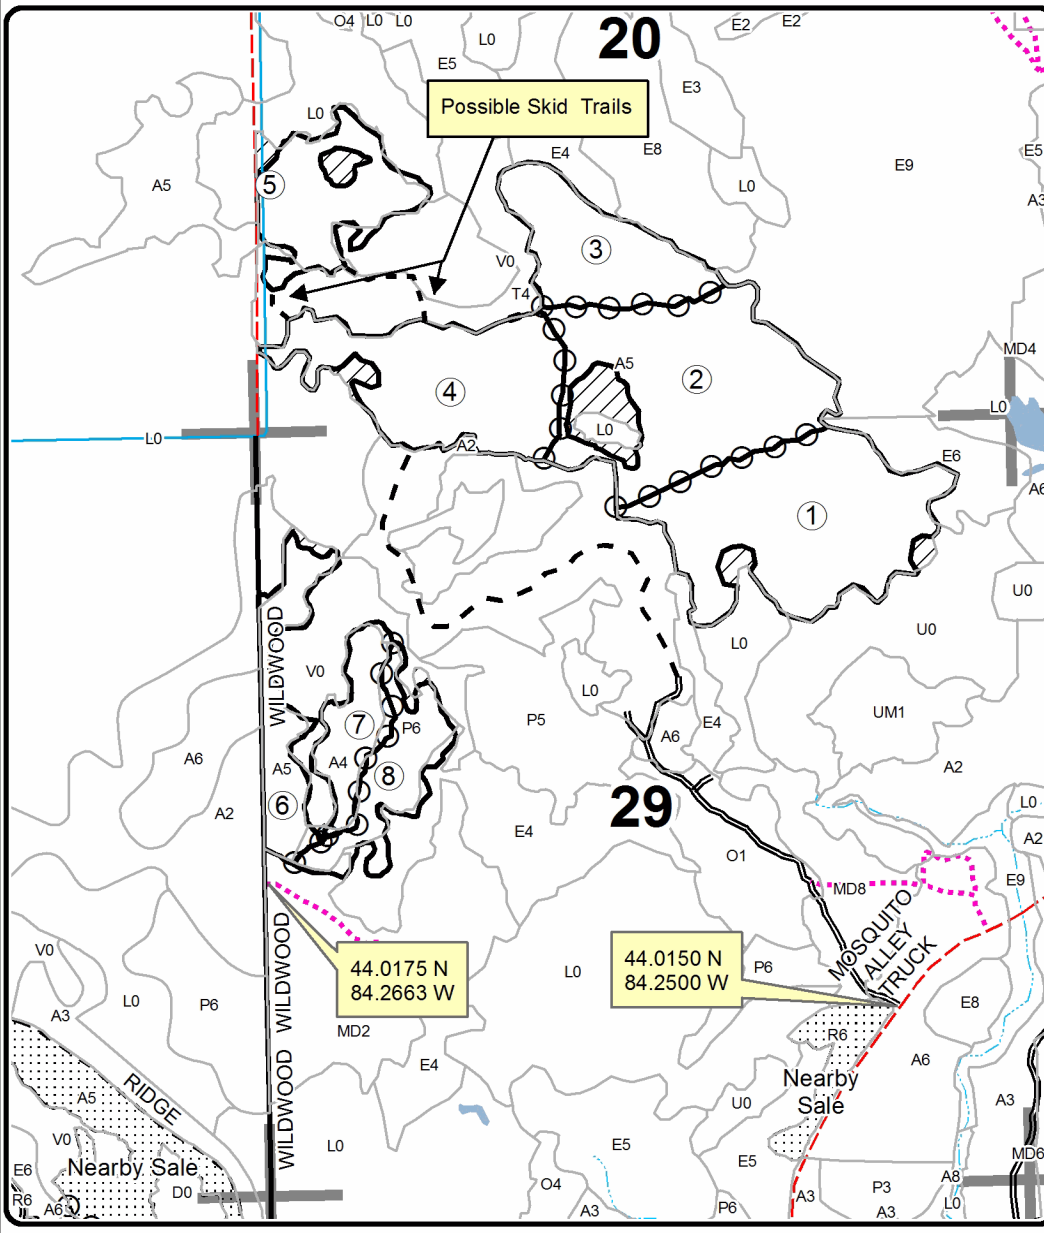 O4
L0
L0
20
E2
E2
L0
E5
E3
Possible Skid Trails
L0
E4
E8
E5
E9
A5
5
L0
A3
3
V0
T4
MD4
A5
2
4
L0
L0
L0
A2
E6
A6
1
U0
WILDWOOD
L0
U0
V0
L0
P5
UM1
7
P6
A6
E4
A6
A5
A4
8
A2
6
A2
29
L0
E4
A2
O1
E9
MD8
MOSQUITO
ALLEY
TRUCK
V0
WILDWOOD
44.0175 N
84.2663 W
L0
44.0150 N
84.2500 W
P6
L0
P6
E8
A3
MD2
R6
A6
E4
RIDGE
WILDWOOD
Nearby
Sale
A5
U0
A3
V0
L0
E5
E5
MD6
Nearby Sale
E6
D0
O4
A8
P3
R6
A6
A3
P6
A3
A3
L0